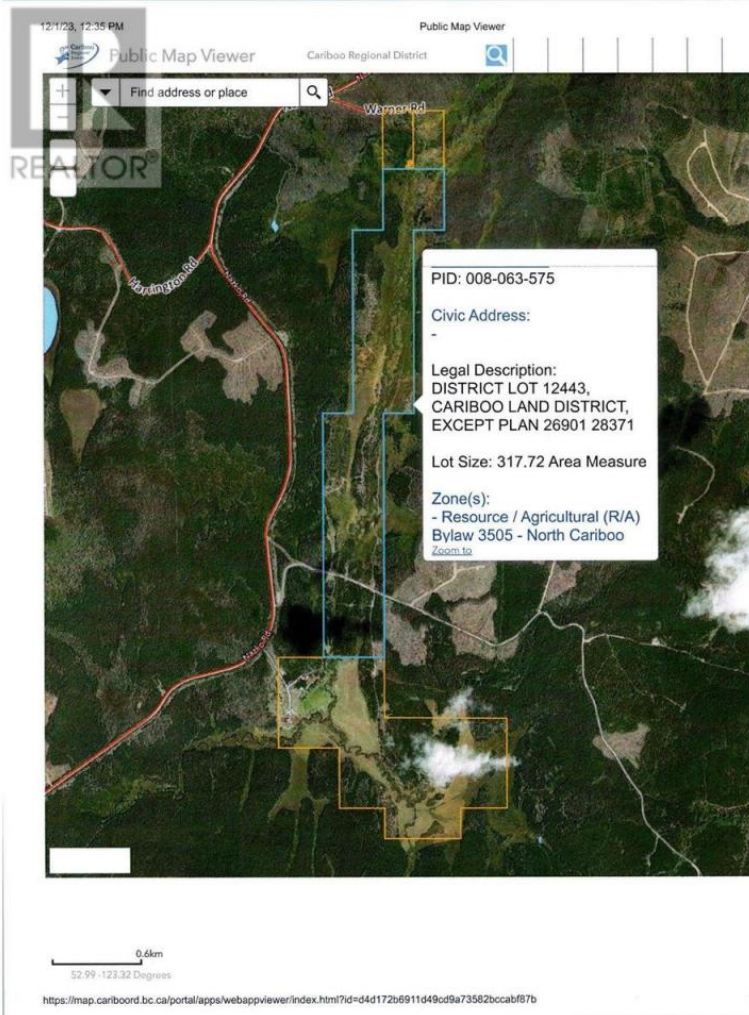 12/1/23, 12:35 PM
Public Map Viewer
Cariboo
Public Map Viewer
Cariboo Regional District
Find address or place
REALTOR®
Warner Rd
Harrington Rd
Nazko Rd
Nazko Rd
PID: 008-063-575
Civic Address:
-
Legal Description:
DISTRICT LOT 12443,
CARIBOO LAND DISTRICT,
EXCEPT PLAN 26901 28371
Lot Size: 317.72 Area Measure
Zone(s):
- Resource / Agricultural (R/A)
Bylaw 3505 - North Cariboo
Zoom to
0.6km
52.99 -123.32 Degrees
https://map.cariboord.bc.ca/portal/apps/webappviewer/index.html?id=d4d172b6911d49cd9a73582bccabf87b